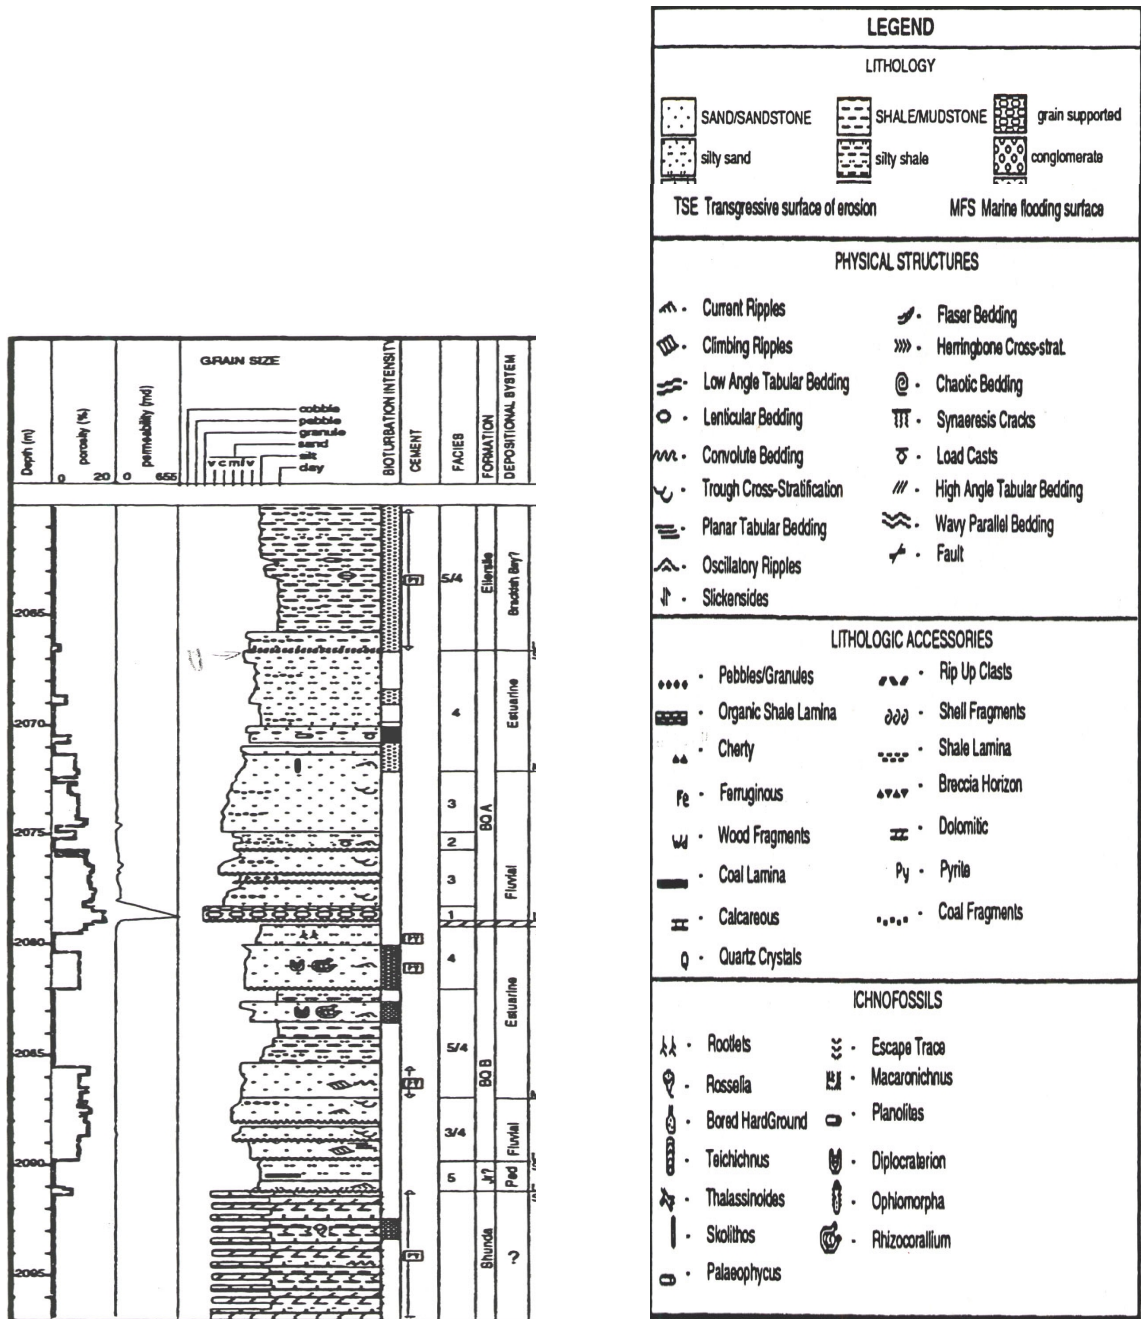 GRAIN SIZE
cobble
pebble
granule
sand
v c m f v
silt
clay
Depth (m)
porosity (%)
0 20
permeability (md)
0 655
BIOTURBATION INTENSITY
CEMENT
FACIES
FORMATION
DEPOSITIONAL SYSTEM
2065
2070
2075
2080
2085
2090
2095
Py
Py
Py
Py
Py
5/4
4
3
2
3
1
4
5/4
3/4
5
Ellerslie
BQ A
BQ B
J?
Shunda
Brackish Bay?
Estuarine
Fluvial
Estuarine
Fluvial
Ped
?
LEGEND
LITHOLOGY
SAND/SANDSTONE
SHALE/MUDSTONE
grain supported
silty sand
silty shale
conglomerate
TSE Transgressive surface of erosion
MFS Marine flooding surface
PHYSICAL STRUCTURES
- Current Ripples
- Flaser Bedding
- Climbing Ripples
- Herringbone Cross-strat.
- Low Angle Tabular Bedding
- Chaotic Bedding
- Lenticular Bedding
- Synaeresis Cracks
- Convolute Bedding
- Load Casts
- Trough Cross-Stratification
- High Angle Tabular Bedding
- Planar Tabular Bedding
- Wavy Parallel Bedding
- Oscillatory Ripples
- Fault
- Slickensides
LITHOLOGIC ACCESSORIES
- Pebbles/Granules
- Rip Up Clasts
- Organic Shale Lamina
- Shell Fragments
- Cherty
- Shale Lamina
Fe - Ferruginous
- Breccia Horizon
- Wood Fragments
- Dolomitic
- Coal Lamina
Py - Pyrite
- Calcareous
- Coal Fragments
Q - Quartz Crystals
ICHNOFOSSILS
- Rootlets
- Escape Trace
- Rosselia
- Macaronichnus
- Bored HardGround
- Planolites
- Teichichnus
- Diplocraterion
- Thalassinoides
- Ophiomorpha
- Skolithos
- Rhizocorallium
- Palaeophycus